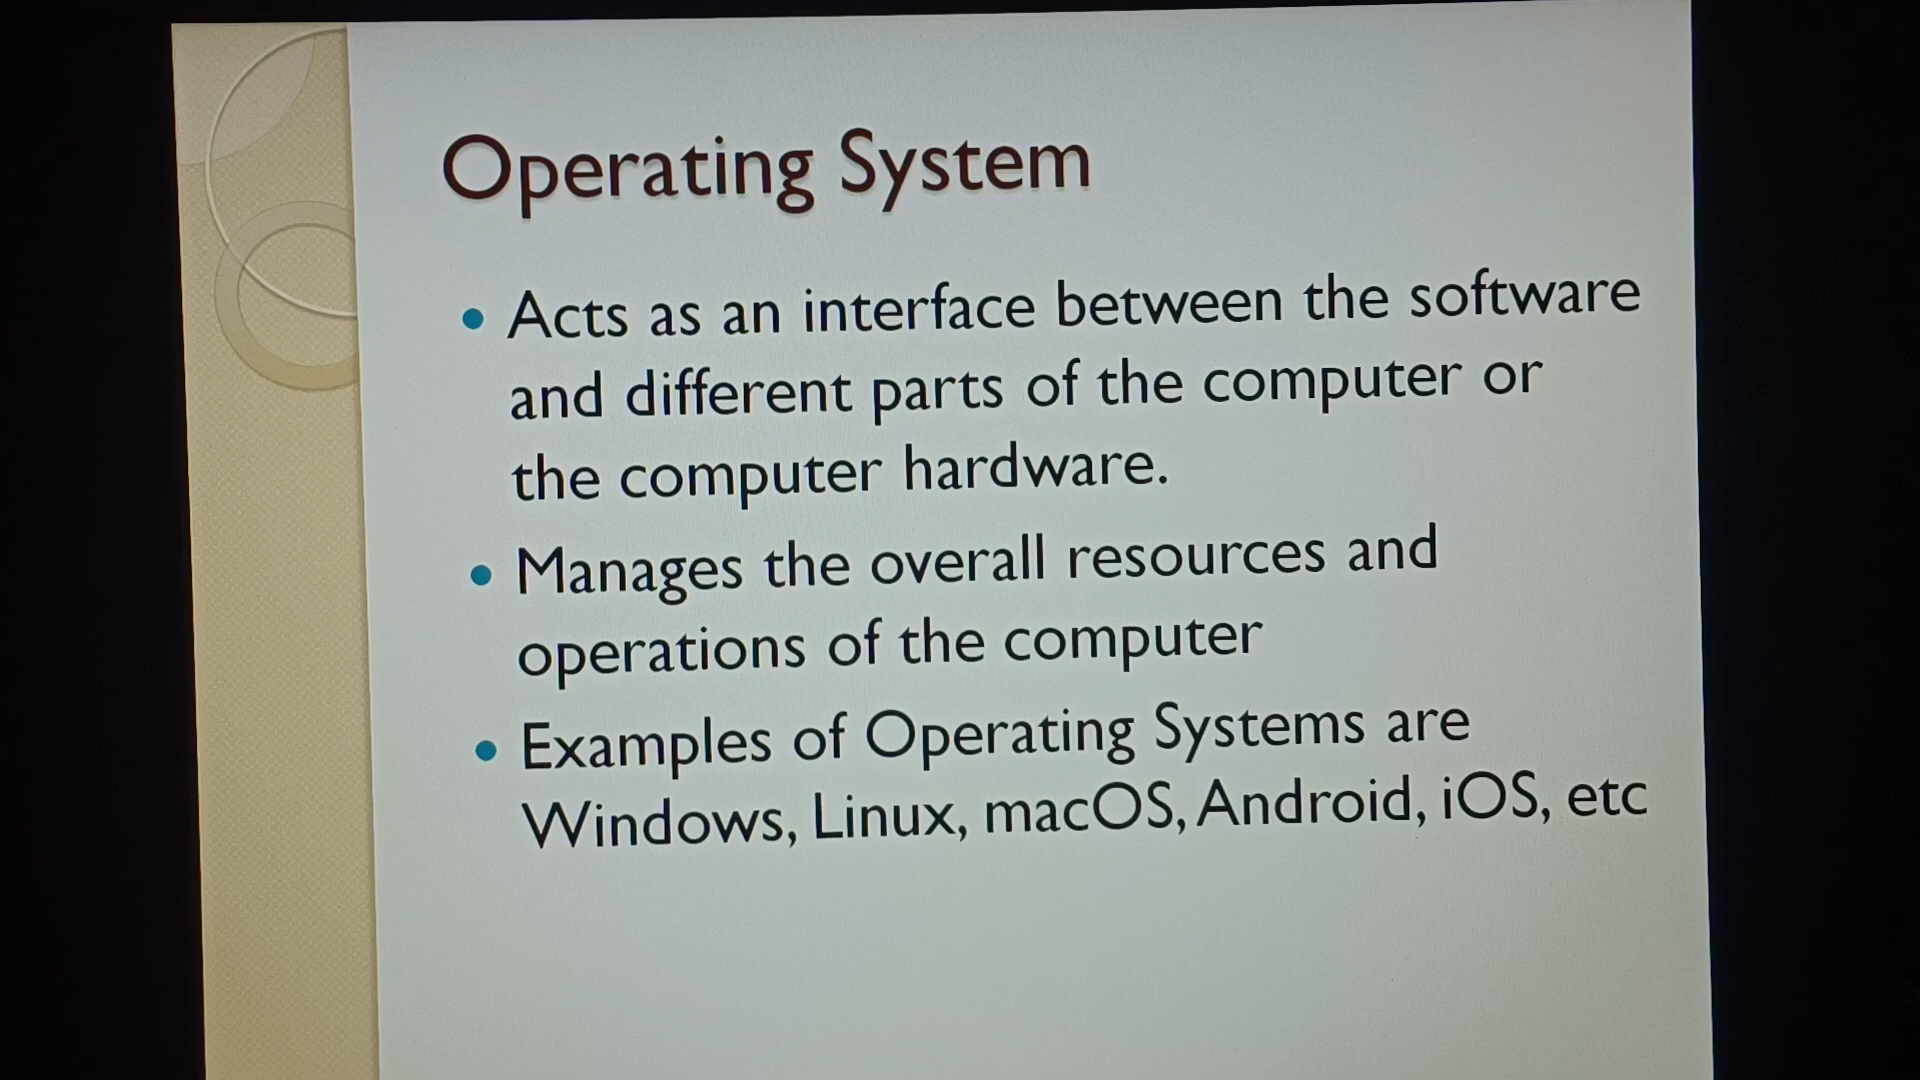 Operating System
• Acts as an interface between the software
and different parts of the computer or
the computer hardware.
• Manages the overall resources and
operations of the computer
• Examples of Operating Systems are
Windows, Linux, macOS, Android, iOS, etc